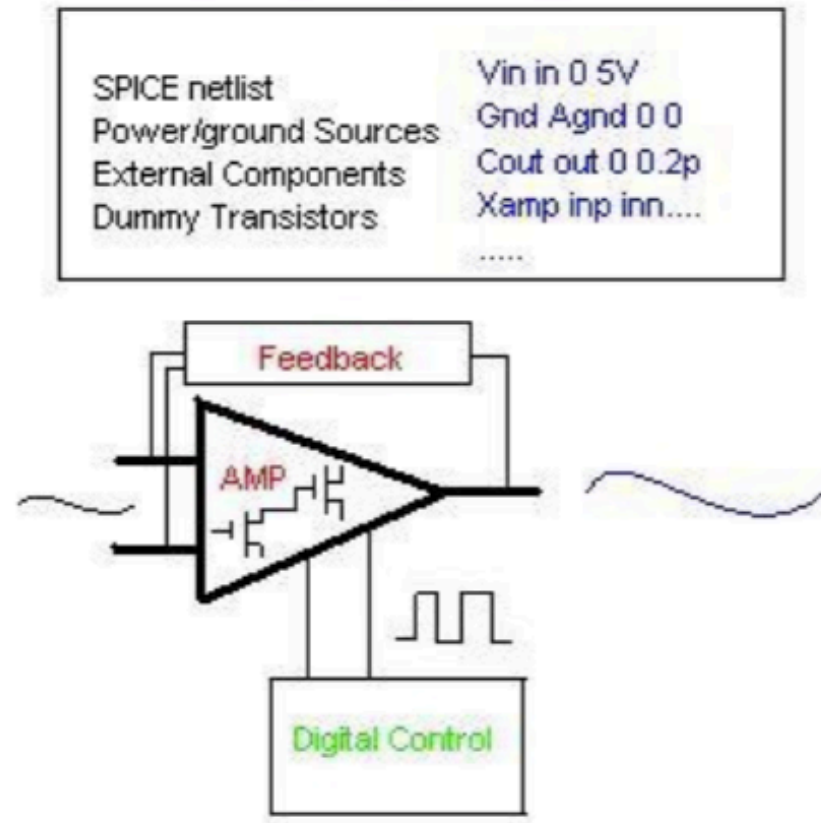 SPICE netlist
Power/ground Sources
External Components
Dummy Transistors
Vin in 0 5V
Gnd Agnd 0 0
Cout out 0 0.2p
Xamp inp inn....
.....
Feedback
AMP
Digital Control